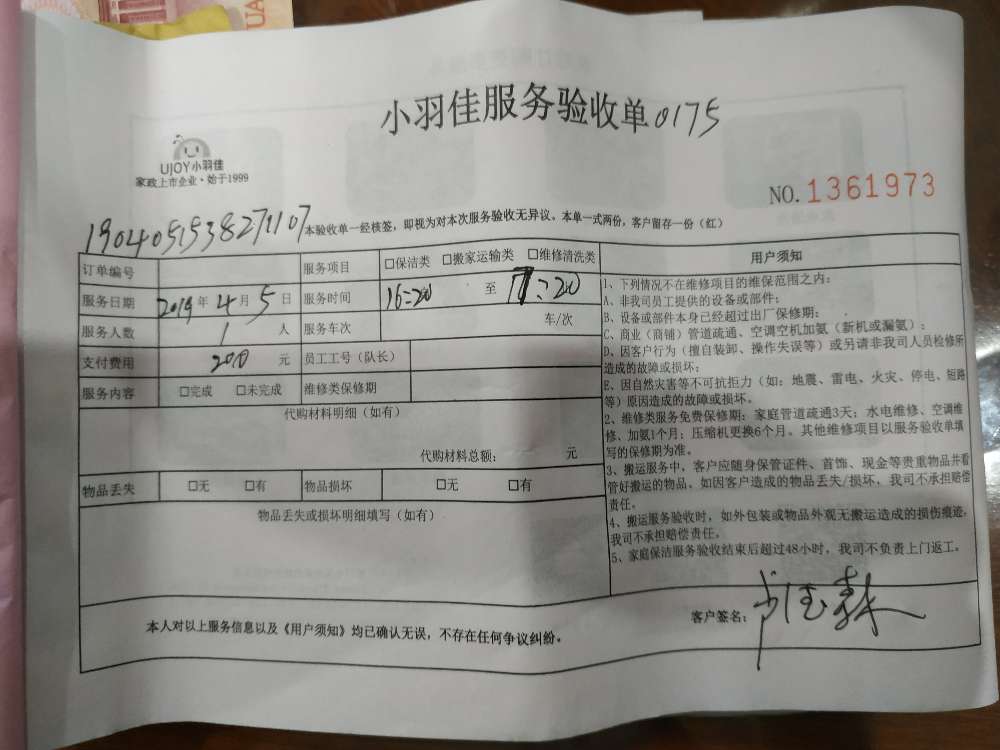 UA
小羽佳服务验收单0175
UJOY小羽佳
家政上市企业·始于1999
NO.1361973
190405153827 1107 本验收单一经核签，即视为对本次服务验收无异议。本单一式两份，客户留存一份（红）
订单编号 服务项目 □保洁类 □搬家运输类 □维修清洗类
服务日期 2019年4月5日 服务时间 16:20 至 17:20
服务人数 1 人 服务车次 车/次
支付费用 200 元 员工工号（队长）
服务内容 □完成 □未完成 维修类保修期
代购材料明细（如有）
代购材料总额： 元
物品丢失 □无 □有 物品损坏 □无 □有
物品丢失或损坏明细填写（如有）
用户须知
1、下列情况不在维修项目的维保范围之内：
A、非我司员工提供的设备或部件；
B、设备或部件本身已经超过出厂保修期；
C、商业（商铺）管道疏通、空调空机加氨（新机或漏氨）；
D、因客户行为（擅自装卸、操作失误等）或另请非我司人员检修所
造成的故障或损坏；
E、因自然灾害等不可抗拒力（如：地震、雷电、火灾、停电、短路
等）原因造成的故障或损坏。
2、维修类服务免费保修期：家庭管道疏通3天；水电维修、空调维
修、加氨1个月；压缩机更换6个月。其他维修项目以服务验收单填
写的保修期为准。
3、搬运服务中，客户应随身保管证件、首饰、现金等贵重物品并看
管好搬运的物品，如因客户造成的物品丢失/损坏，我司不承担赔偿
责任。
4、搬运服务验收时，如外包装或物品外观无搬运造成的损伤痕迹，
我司不承担赔偿责任。
5、家庭保洁服务验收结束后超过48小时，我司不负责上门返工。
本人对以上服务信息以及《用户须知》均已确认无误，不存在任何争议纠纷。
客户签名：